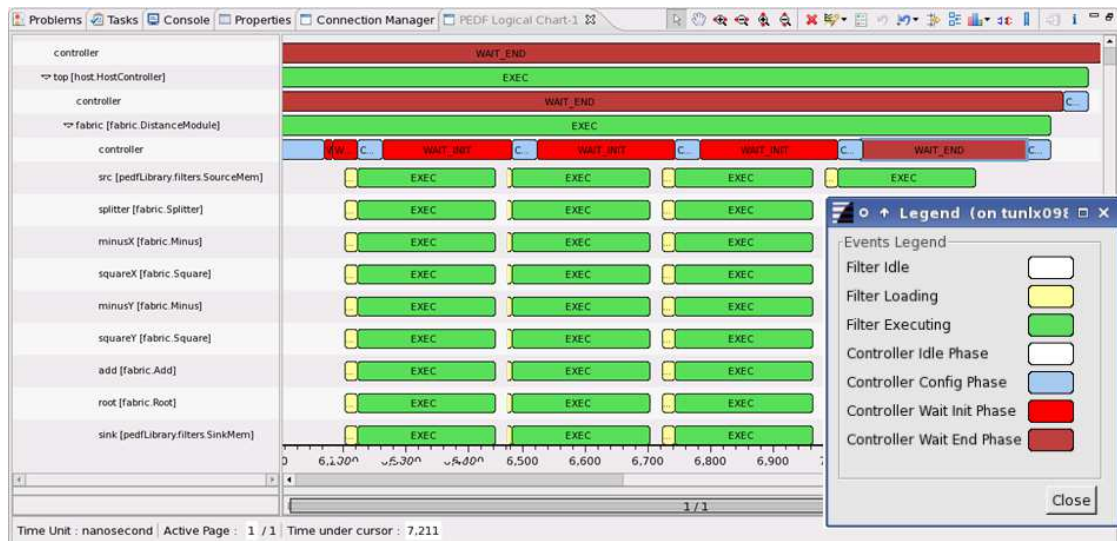 Problems Tasks Console Properties Connection Manager PEDF Logical Chart-1
controller WAIT_END
top [host.HostController] EXEC
controller WAIT_END C...
fabric [fabric.DistanceModule] EXEC
controller W... C... WAIT_INIT C... WAIT_INIT C... WAIT_INIT C... WAIT_END C...
src [pedfLibrary.filters.SourceMem] EXEC EXEC EXEC EXEC
splitter [fabric.Splitter] EXEC EXEC EXEC
minusX [fabric.Minus] EXEC EXEC EXEC
squareX [fabric.Square] EXEC EXEC EXEC
minusY [fabric.Minus] EXEC EXEC EXEC
squareY [fabric.Square] EXEC EXEC EXEC
add [fabric.Add] EXEC EXEC EXEC
root [fabric.Root] EXEC EXEC EXEC
sink [pedfLibrary.filters.SinkMem] EXEC EXEC EXEC
6,500 6,600 6,700 6,800 6,900
1/1
Time Unit : nanosecond Active Page : 1 / 1 Time under cursor : 7,211
Legend (on tunlx098
Events Legend
Filter Idle
Filter Loading
Filter Executing
Controller Idle Phase
Controller Config Phase
Controller Wait Init Phase
Controller Wait End Phase
Close